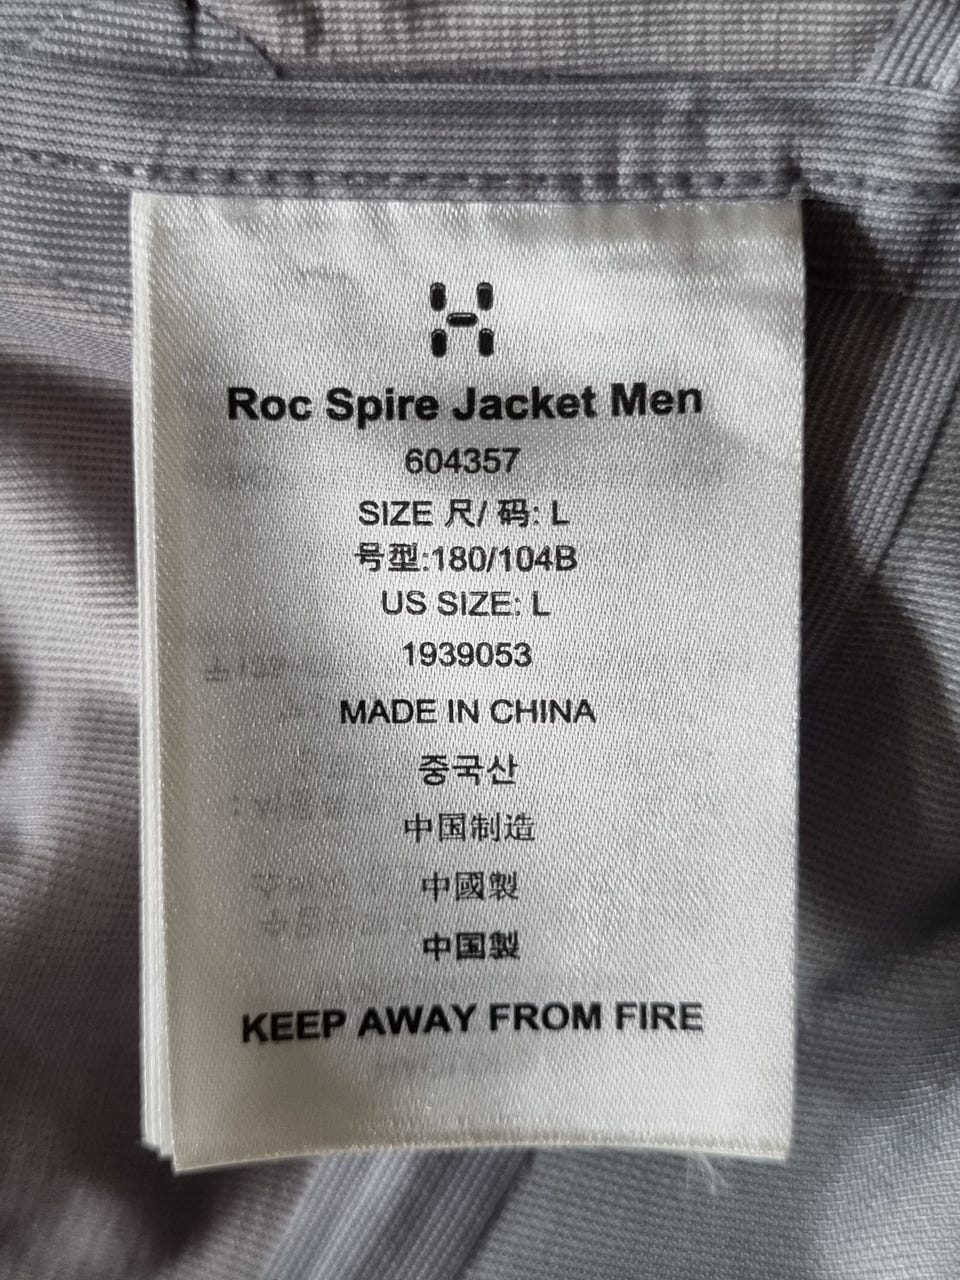 Roc Spire Jacket Men
604357
SIZE 尺/ 码: L
号型:180/104B
US SIZE: L
1939053
MADE IN CHINA
중국산
中国制造
中國製
中国製
KEEP AWAY FROM FIRE